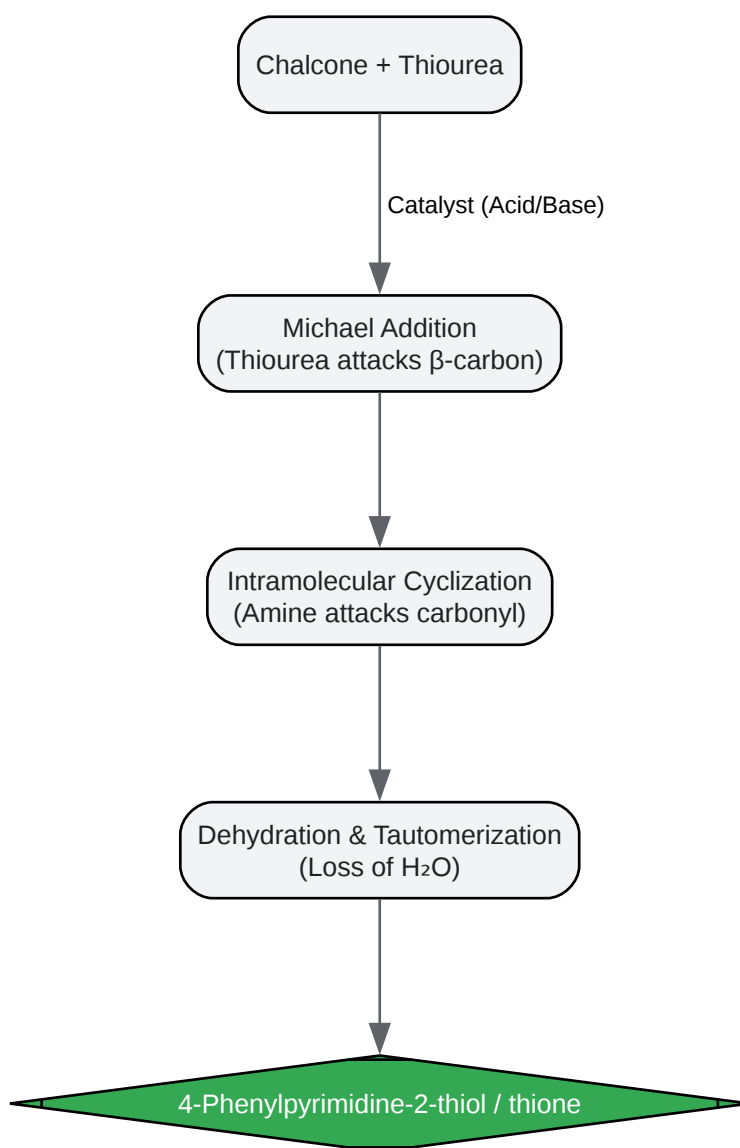 Chalcone + Thiourea
Catalyst (Acid/Base)
Michael Addition
(Thiourea attacks β-carbon)
Intramolecular Cyclization
(Amine attacks carbonyl)
Dehydration & Tautomerization
(Loss of H₂O)
4-Phenylpyrimidine-2-thiol / thione